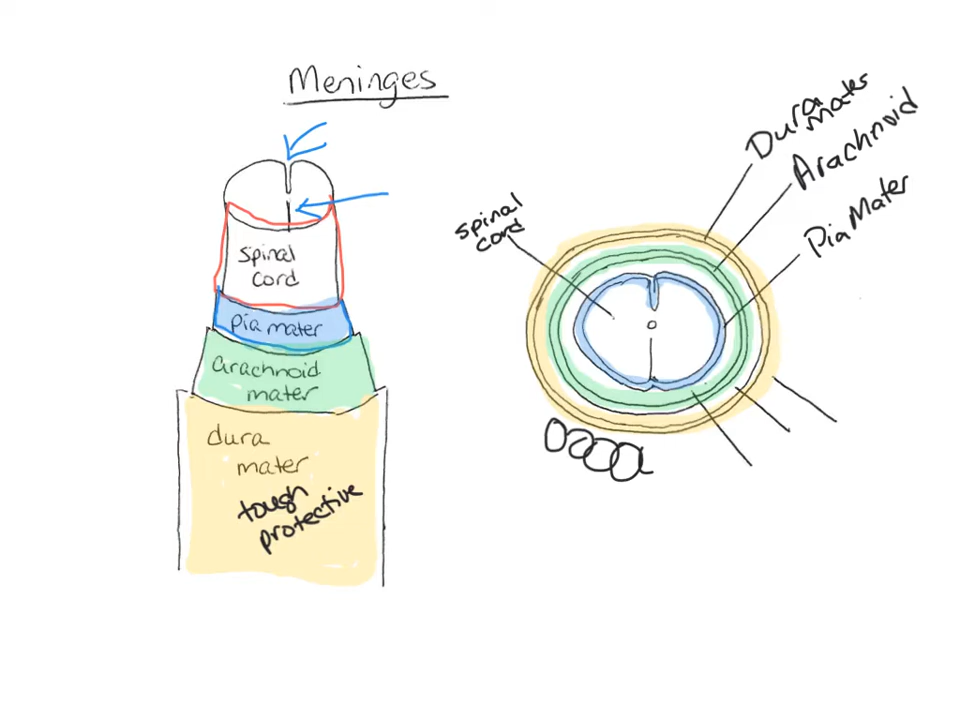 Meninges
spinal
cord
pia mater
arachnoid
mater
dura
mater
tough
protective
spinal
cord
Dura
mater
Arachnoid
Pia Mater